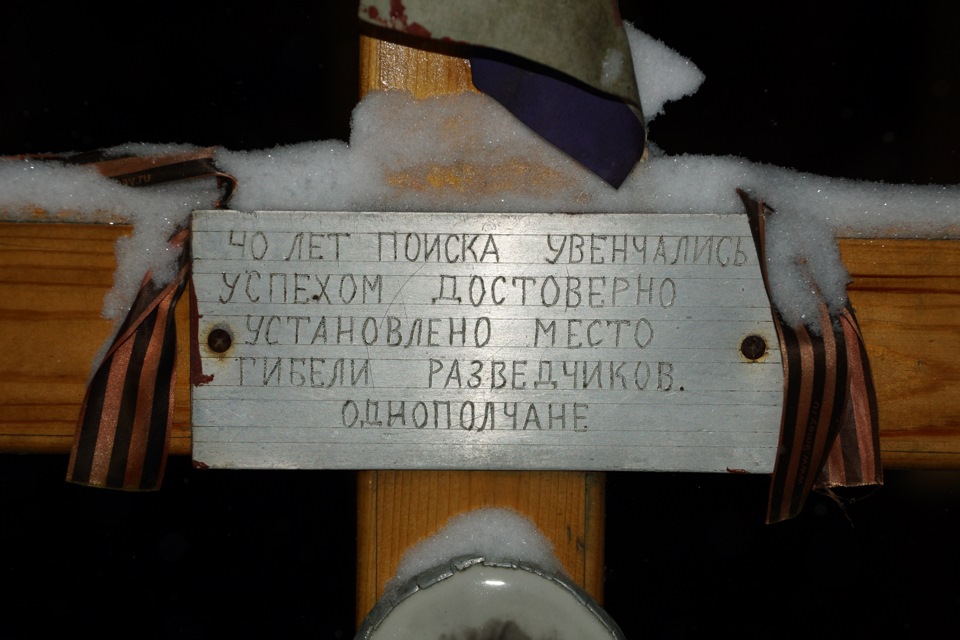 40 ЛЕТ ПОИСКА УВЕНЧАЛИСЬ
УСПЕХОМ ДОСТОВЕРНО
УСТАНОВЛЕНО МЕСТО
ГИБЕЛИ РАЗВЕДЧИКОВ.
ОДНОПОЛЧАНЕ